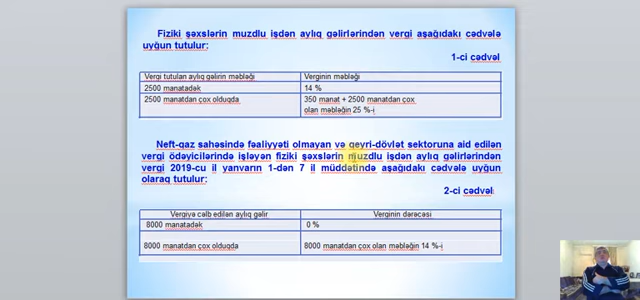 Fiziki şəxslərin muzdlu işdən aylıq gəlirlərindən vergi aşağıdakı cədvələ
uyğun tutulur:
1-ci cədvəl
Vergi tutulan aylıq gəlirin məbləği Verginin məbləği
2500 manatadək 14 %
2500 manatdan çox olduqda 350 manat + 2500 manatdan çox
olan məbləğin 25 %-i
Neft-qaz sahəsində fəaliyyəti olmayan və qeyri-dövlət sektoruna aid edilən
vergi ödəyicilərində işləyən fiziki şəxslərin muzdlu işdən aylıq gəlirlərindən
vergi 2019-cu il yanvarın 1-dən 7 il müddətində aşağıdakı cədvələ uyğun
olaraq tutulur:
2-ci cədvəl:
Vergiyə cəlb edilən aylıq gəlir Verginin dərəcəsi
8000 manatadək 0 %
8000 manatdan çox olduqda 8000 manatdan çox olan məbləğin 14 %-i